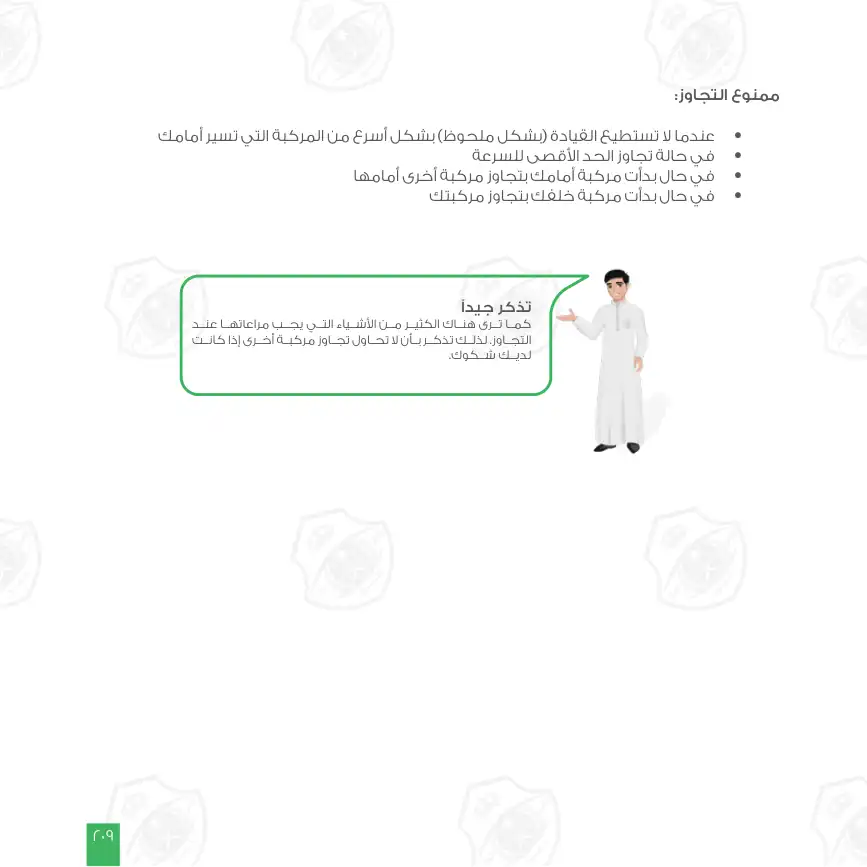 ممنوع التجاوز:
• عندما لا تستطيع القيادة (بشكل ملحوظ) بشكل أسرع من المركبة التي تسير أمامك
• في حالة تجاوز الحد الأقصى للسرعة
• في حال بدأت مركبة أمامك بتجاوز مركبة أخرى أمامها
• في حال بدأت مركبة خلفك بتجاوز مركبتك
تذكر جيداً
كما ترى هناك الكثير من الأشياء التي يجب مراعاتها عند
التجاوز. لذلك تذكر بأن لا تحاول تجاوز مركبة أخرى إذا كانت
لديك شكوك.
٢٠٩